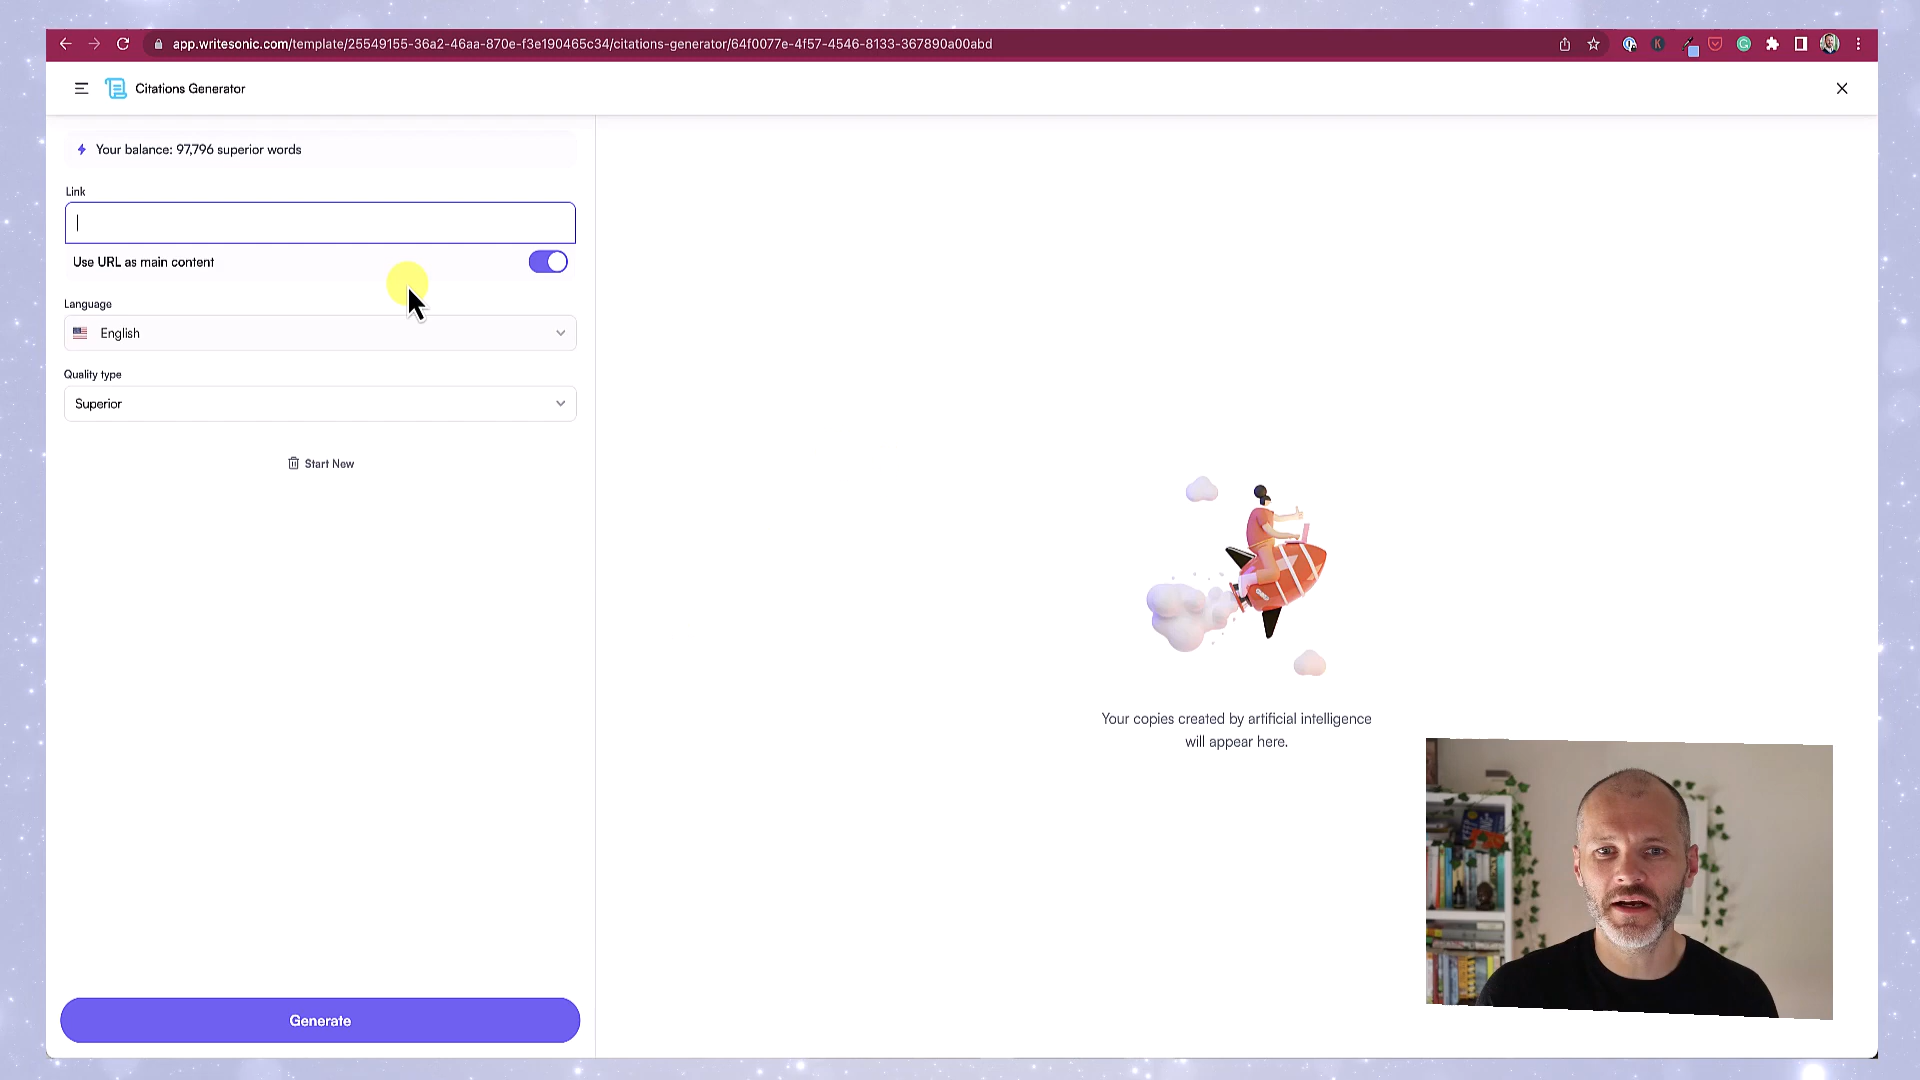 app.writesonic.com/template/25549155-36a2-46aa-870e-f3e190465c34/citations-generator/64f0077e-4f57-4546-8133-367890a00abd
Citations Generator
Your balance: 97,796 superior words
Link
Use URL as main content
Language
English
Quality type
Superior
Start New
Your copies created by artificial intelligence
will appear here.
Generate